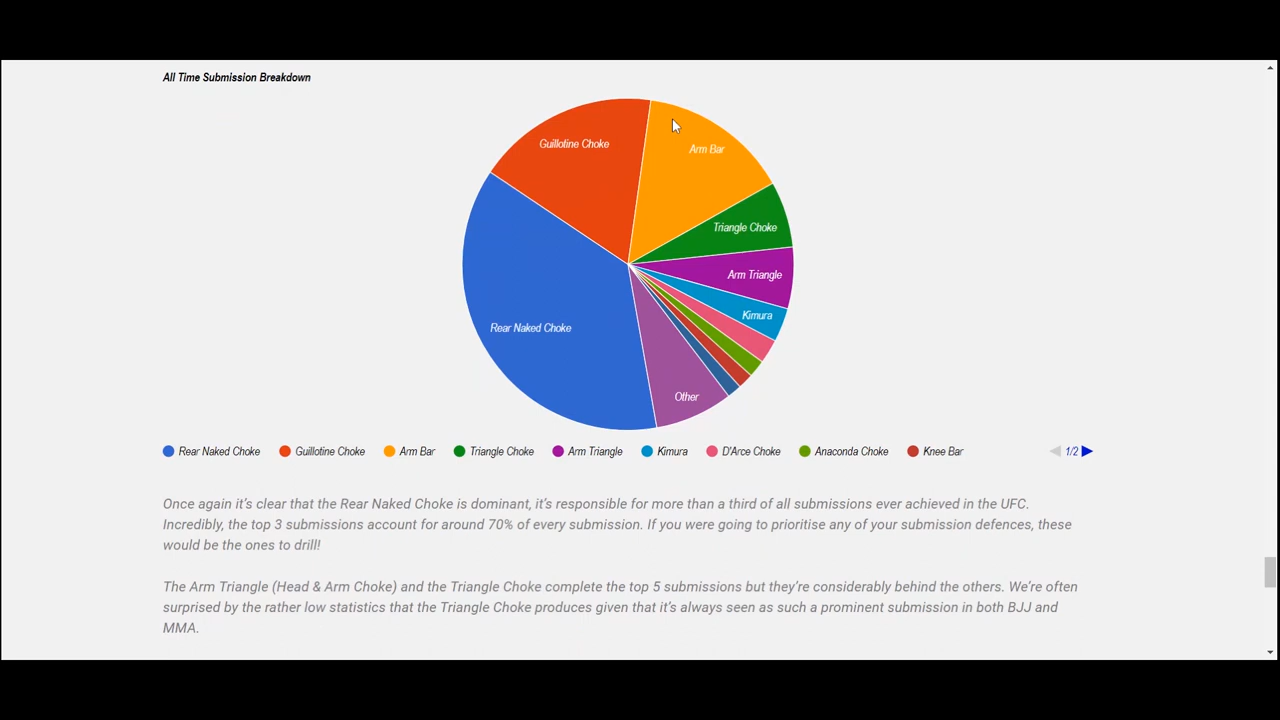 All Time Submission Breakdown
Guillotine Choke
Arm Bar
Triangle Choke
Arm Triangle
Kimura
Rear Naked Choke
Other
Rear Naked Choke Guillotine Choke Arm Bar Triangle Choke Arm Triangle Kimura D'Arce Choke Anaconda Choke Knee Bar 1/2
Once again it’s clear that the Rear Naked Choke is dominant, it’s responsible for more than a third of all submissions ever achieved in the UFC.
Incredibly, the top 3 submissions account for around 70% of every submission. If you were going to prioritise any of your submission defences, these
would be the ones to drill!
The Arm Triangle (Head & Arm Choke) and the Triangle Choke complete the top 5 submissions but they’re considerably behind the others. We’re often
surprised by the rather low statistics that the Triangle Choke produces given that it’s always seen as such a prominent submission in both BJJ and
MMA.